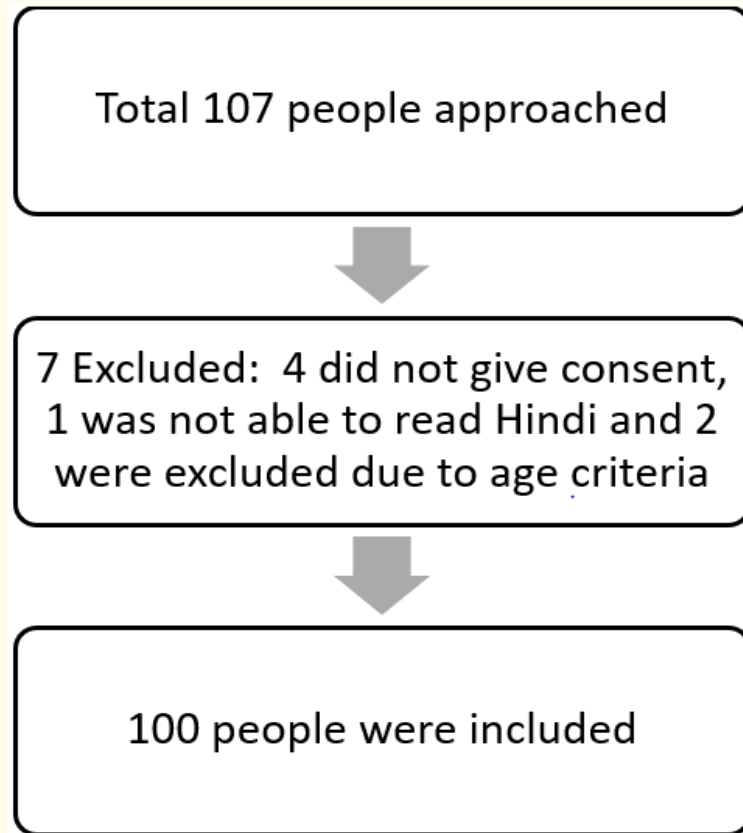 Total 107 people approached
7 Excluded:  4 did not give consent,
1 was not able to read Hindi and 2
were excluded due to age criteria
100 people were included